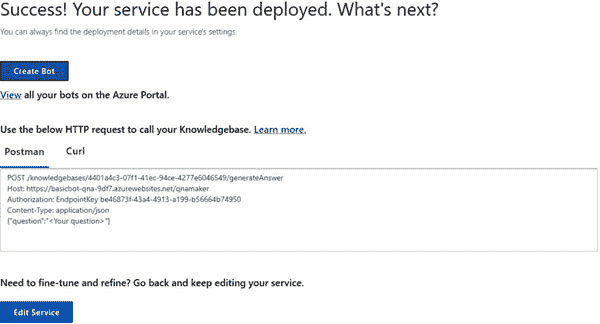 Success! Your service has been deployed. What's next?
You can always find the deployment details in your service's settings.
Create Bot
View all your bots on the Azure Portal.
Use the below HTTP request to call your Knowledgebase. Learn more.
Postman Curl
POST /knowledgebases/4401a4c3-07f1-41ec-94ce-4277e6046549/generateAnswer
Host: https://basicbot-qna-9df7.azurewebsites.net/qnamaker
Authorization: EndpointKey be46873f-43a4-4913-a199-b56664b74950
Content-Type: application/json
{"question":"<Your question>"}
Need to fine-tune and refine? Go back and keep editing your service.
Edit Service